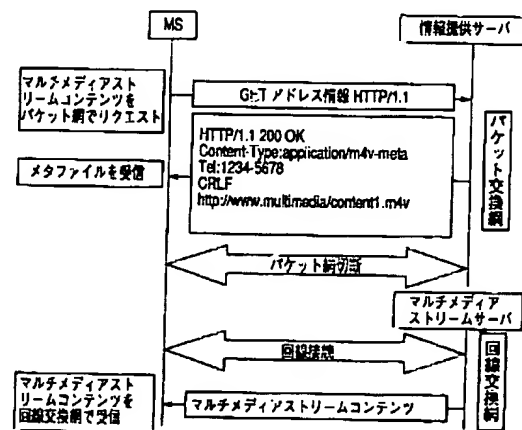 MS
情報提供サーバ
マルチメディアスト
リームコンテンツを
パケット網でリクエスト
GET アドレス情報 HTTP/1.1
HTTP/1.1 200 OK
Content-Type:application/m4v-meta
Tel:1234-5678
CRLF
http://www.multimedia/content1.m4v
メタファイルを受信
パケット交換網
パケット網切断
マルチメディア
ストリームサーバ
回線接続
回線交換網
マルチメディアスト
リームコンテンツを
回線交換網で受信
マルチメディアストリームコンテンツ